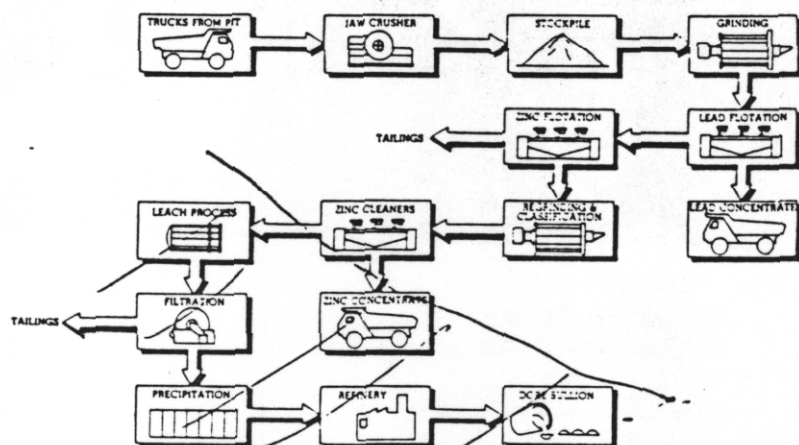 TRUCKS FROM PIT
JAW CRUSHER
STOCKPILE
GRINDING
TAILINGS
ZINC FLOTATION
LEAD FLOTATION
LEACH PROCESS
ZINC CLEANERS
REGRINDING &
CLASSIFICATION
LEAD CONCENTRATE
TAILINGS
FILTRATION
ZINC CONCENTRATE
PRECIPITATION
REFINERY
DORE BULLION